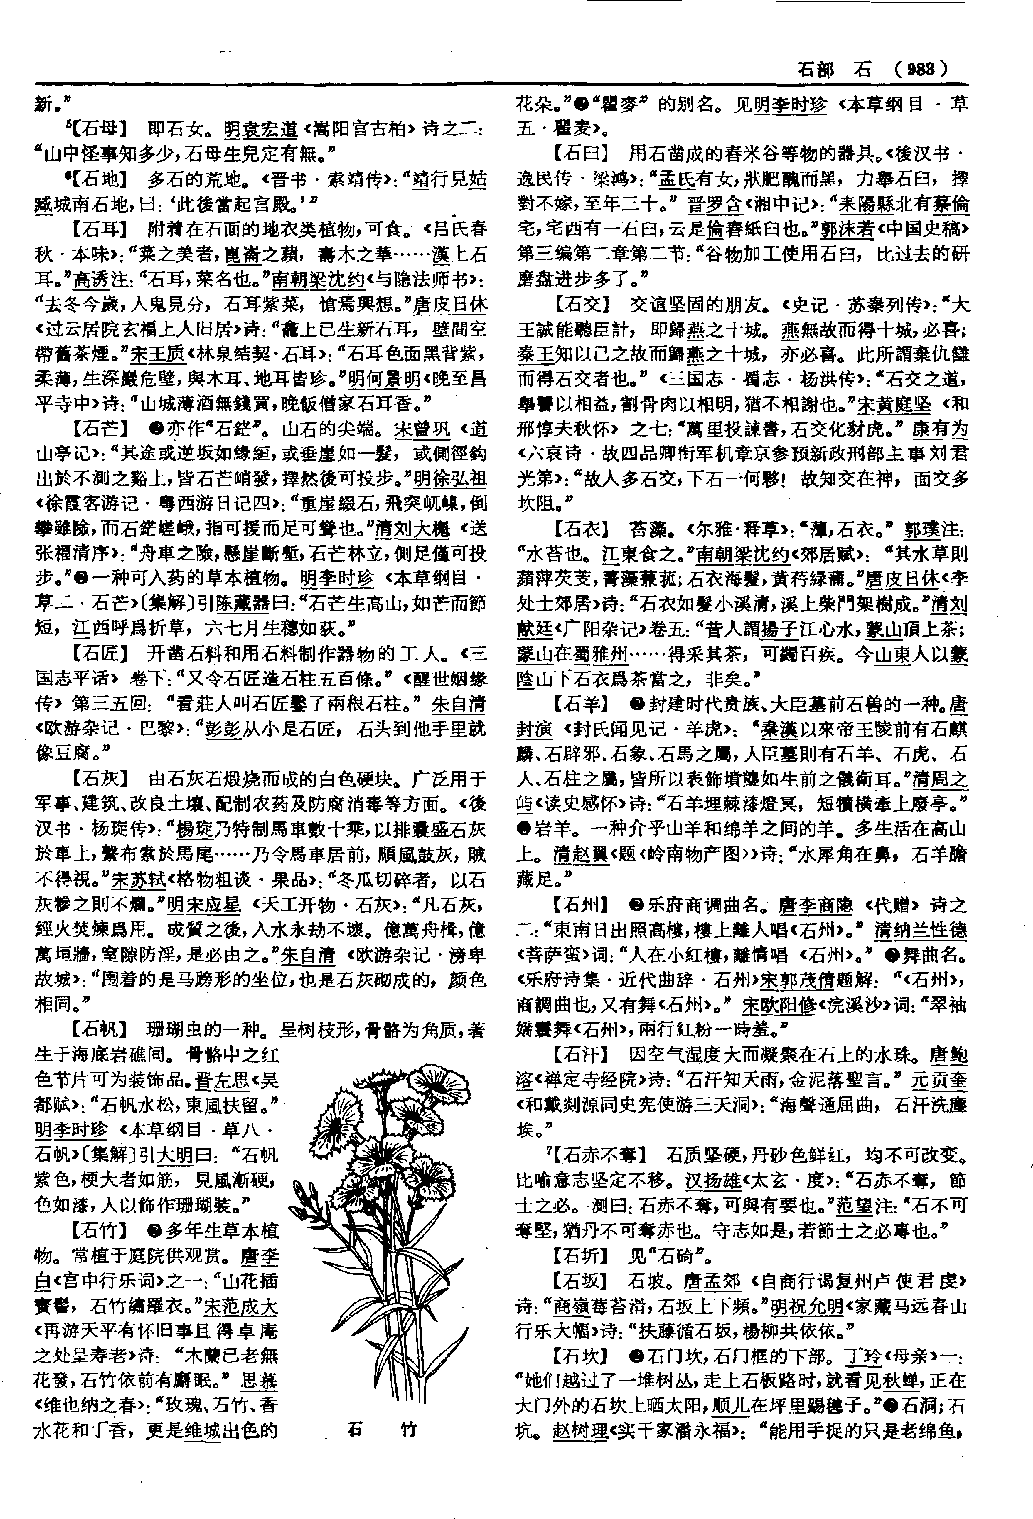 石部 石 (983)
新。”
⁵【石母】 即石女。明袁宏道《嵩阳宫古柏》诗之二：
“山中怪事知多少，石母生兒定有無。”
⁶【石地】 多石的荒地。《晋书·索靖传》：“靖行見姑
臧城南石地，曰：‘此後當起宫殿。’”
【石耳】 附着在石面的地衣类植物，可食。《吕氏春
秋·本味》：“菜之美者，崑崙之蘋，壽木之華……漢上石
耳。”高诱注：“石耳，菜名也。”南朝梁沈约《与隐法师书》：
“去冬今歲，人鬼見分，石耳紫菜，愴焉興想。”唐皮日休
《过云居院玄福上人旧居》诗：“龕上已生新石耳，壁間空
帶舊茶煙。”宋王质《林泉结契·石耳》：“石耳色面黑背紫，
柔薄，生深巖危壁，與木耳、地耳皆珍。”明何景明《晚至昌
平寺中》诗：“山城薄酒無錢買，晚飯僧家石耳香。”
【石芒】 ❶亦作“石鋩”。山石的尖端。宋曾巩《道
山亭记》：“其途或逆坂如缘絙，或垂崖如一髮，或側徑鈎
出於不測之谿上，皆石芒峭發，擇然後可投步。”明徐弘祖
《徐霞客游记·粤西游日记四》：“重崖綴石，飛突屼嵲，倒
攀雖險，而石鋩嵯峨，指可援而足可聳也。”清刘大櫆《送
张稷清序》：“舟車之險，懸崖斷塹，石芒林立，側足僅可投
步。”❷一种可入药的草本植物。明李时珍《本草纲目·
草二·石芒》〔集解〕引陈藏器曰：“石芒生高山，如芒而節
短，江西呼爲折草，六七月生穗如荻。”
【石匠】 开凿石料和用石料制作器物的工人。《三
国志平话》卷下：“又令石匠造石柱五百條。”《醒世姻缘
传》第三五回：“看莊人叫石匠鑿了兩根石柱。”朱自清
《欧游杂记·巴黎》：“彭彭从小是石匠，石头到他手里就
像豆腐。”
【石灰】 由石灰石煅烧而成的白色硬块。广泛用于
军事、建筑、改良土壤、配制农药及防腐消毒等方面。《後
汉书·杨琁传》：“楊琁乃特制馬車數十乘，以排囊盛石灰
於車上，繫布索於馬尾……乃令馬車居前，順風鼓灰，賊
不得視。”宋苏轼《格物粗谈·果品》：“冬瓜切碎者，以石
灰糝之則不爛。”明宋应星《天工开物·石灰》：“凡石灰，
經火焚煉爲用。成質之後，入水永劫不壞。億萬舟楫，億
萬垣牆，窒隙防淫，是必由之。”朱自清《欧游杂记·滂卑
故城》：“围着的是马蹄形的坐位，也是石灰砌成的，颜色
相同。”
【石帆】 珊瑚虫的一种。呈树枝形，骨骼为角质，着
生于海底岩礁间。骨骼中之红
色节片可为装饰品。晋左思《吴
都赋》：“石帆水松，東風扶留。”
明李时珍《本草纲目·草八·
石帆》〔集解〕引大明曰：“石帆
紫色，梗大者如筯，見風漸硬，
色如漆，人以飾作珊瑚裝。”
【石竹】 ❶多年生草本植
物。常植于庭院供观赏。唐李
白《宫中行乐词》之一：“山花插
寶髻，石竹繡羅衣。”宋范成大
《再游天平有怀旧事且得卓庵
之处呈寿老》诗：“木蘭已老無
花發，石竹依前有麝眠。”思慕
《维也纳之春》：“玫瑰、石竹、香
水花和丁香，更是维城出色的
石 竹
花朵。”❷“瞿麥”的别名。见明李时珍《本草纲目·草
五·瞿麦》。
【石臼】 用石凿成的舂米谷等物的器具。《後汉书·
逸民传·梁鸿》：“孟氏有女，狀肥醜而黑，力舉石臼，擇
對不嫁，至年三十。”晋罗含《湘中记》：“耒陽縣北有蔡倫
宅，宅西有一石臼，云是倫舂紙臼也。”郭沫若《中国史稿》
第三编第二章第二节：“谷物加工使用石臼，比过去的研
磨盘进步多了。”
【石交】 交谊坚固的朋友。《史记·苏秦列传》：“大
王誠能聽臣計，即歸燕之十城。燕無故而得十城，必喜；
秦王知以己之故而歸燕之十城，亦必喜。此所謂棄仇讎
而得石交者也。”《三国志·蜀志·杨洪传》：“石交之道，
舉讎以相益，割骨肉以相明，猶不相謝也。”宋黄庭坚《和
邢惇夫秋怀》之七：“萬里投諫書，石交化豺虎。”康有为
《六哀诗·故四品卿衔军机章京参预新政刑部主事刘君
光第》：“故人多石交，下石一何夥！故知交在神，面交多
坎阻。”
【石衣】 苔藻。《尔雅·释草》：“藫，石衣。”郭璞注：
“水苔也。江東食之。”南朝梁沈约《郊居赋》：“其水草則
蘋萍芡芰，菁藻蒹菰；石衣海髮，黄荇緑蒲。”唐皮日休《李
处士郊居》诗：“石衣如髮小溪清，溪上柴門架樹成。”清刘
献廷《广阳杂记》卷五：“昔人謂揚子江心水，蒙山頂上茶；
蒙山在蜀雅州……得采其茶，可蠲百疾。今山東人以蒙
陰山下石衣爲茶當之，非矣。”
【石羊】 ❶封建时代贵族、大臣墓前石兽的一种。唐
封演《封氏闻见记·羊虎》：“秦漢以來帝王陵前有石麒
麟、石辟邪、石象、石馬之屬，人臣墓則有石羊、石虎、石
人、石柱之屬，皆所以表飾墳壠如生前之儀衛耳。”清周之
屿《读史感怀》诗：“石羊埋棘漆燈冥，短犢横牽上廢亭。”
❷岩羊。一种介乎山羊和绵羊之间的羊。多生活在高山
上。清赵翼《题〈岭南物产图〉》诗：“水犀角在鼻，石羊膽
藏足。”
【石州】 ❶乐府商调曲名。唐李商隐《代赠》诗之
二：“東南日出照高樓，樓上離人唱《石州》。”清纳兰性德
《菩萨蛮》词：“人在小紅樓，離情唱《石州》。”❷舞曲名。
《乐府诗集·近代曲辞·石州》宋郭茂倩题解：“《石州》，
商調曲也，又有舞《石州》。”宋欧阳修《浣溪沙》词：“翠袖
嬌鬟舞《石州》，兩行紅粉一時羞。”
【石汗】 因空气湿度大而凝聚在石上的水珠。唐鲍
溶《禅定寺经院》诗：“石汗知天雨，金泥落聖言。”元贡奎
《和戴剡源同史宪使游三天洞》：“海聲通屈曲，石汗洗塵
埃。”
⁷【石赤不奪】 石质坚硬，丹砂色鲜红，均不可改变。
比喻意志坚定不移。汉扬雄《太玄·度》：“石赤不奪，節
士之必。測曰：石赤不奪，可與有要也。”范望注：“石不可
奪堅，猶丹不可奪赤也。守志如是，若節士之必專也。”
【石圻】 见“石碕”。
【石坂】 石坡。唐孟郊《自商行谒复州卢使君虔》
诗：“商嶺莓苔滑，石坂上下頻。”明祝允明《家藏马远春山
行乐大幅》诗：“扶藤循石坂，楊柳共依依。”
【石坎】 ❶石门坎，石门框的下部。丁玲《母亲》一：
“她们越过了一堆树丛，走上石板路时，就看见秋蝉，正在
大门外的石坎上晒太阳，顺儿在坪里踢毽子。”❷石洞；石
坑。赵树理《实干家潘永福》：“能用手捉的只是老绵鱼，